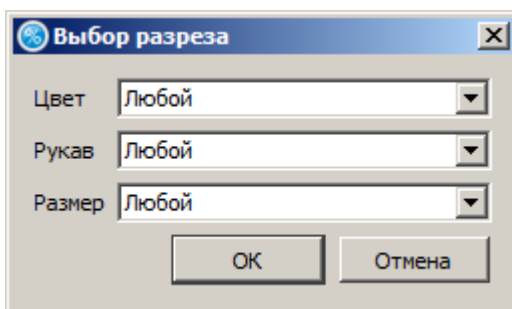 Выбор разреза
Цвет Любой
Рукав Любой
Размер Любой
ОК Отмена